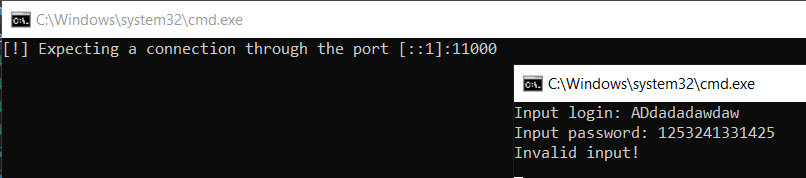 C:\Windows\system32\cmd.exe
[!] Expecting a connection through the port [::1]:11000
C:\Windows\system32\cmd.exe
Input login: ADdadadawdaw
Input password: 1253241331425
Invalid input!